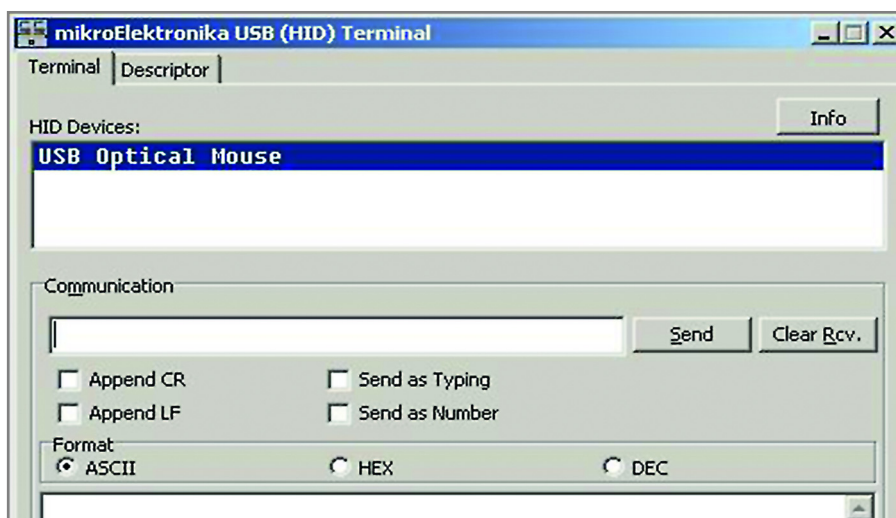 mikroElektronika USB (HID) Terminal
Terminal Descriptor
Info
HID Devices:
USB Optical Mouse
Communication
Send Clear Rcv.
Append CR Send as Typing
Append LF Send as Number
Format
ASCII HEX DEC